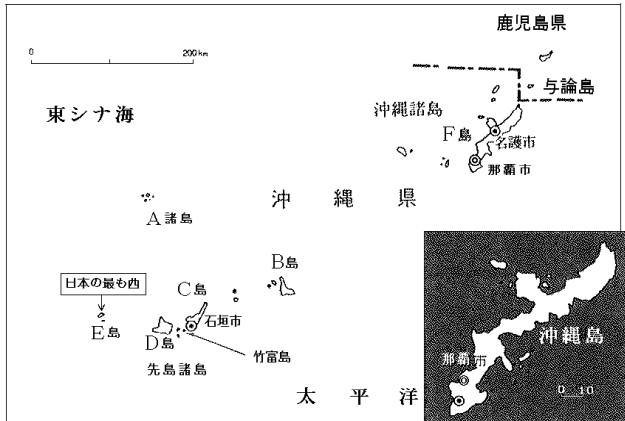 鹿児島県
0 200km
与論島
東シナ海
沖縄諸島
F島
名護市
那覇市
沖縄県
A諸島
B島
日本の最も西
C島
石垣市
E島
D島
竹富島
先島諸島
太平洋
沖縄島
那覇市
0 10